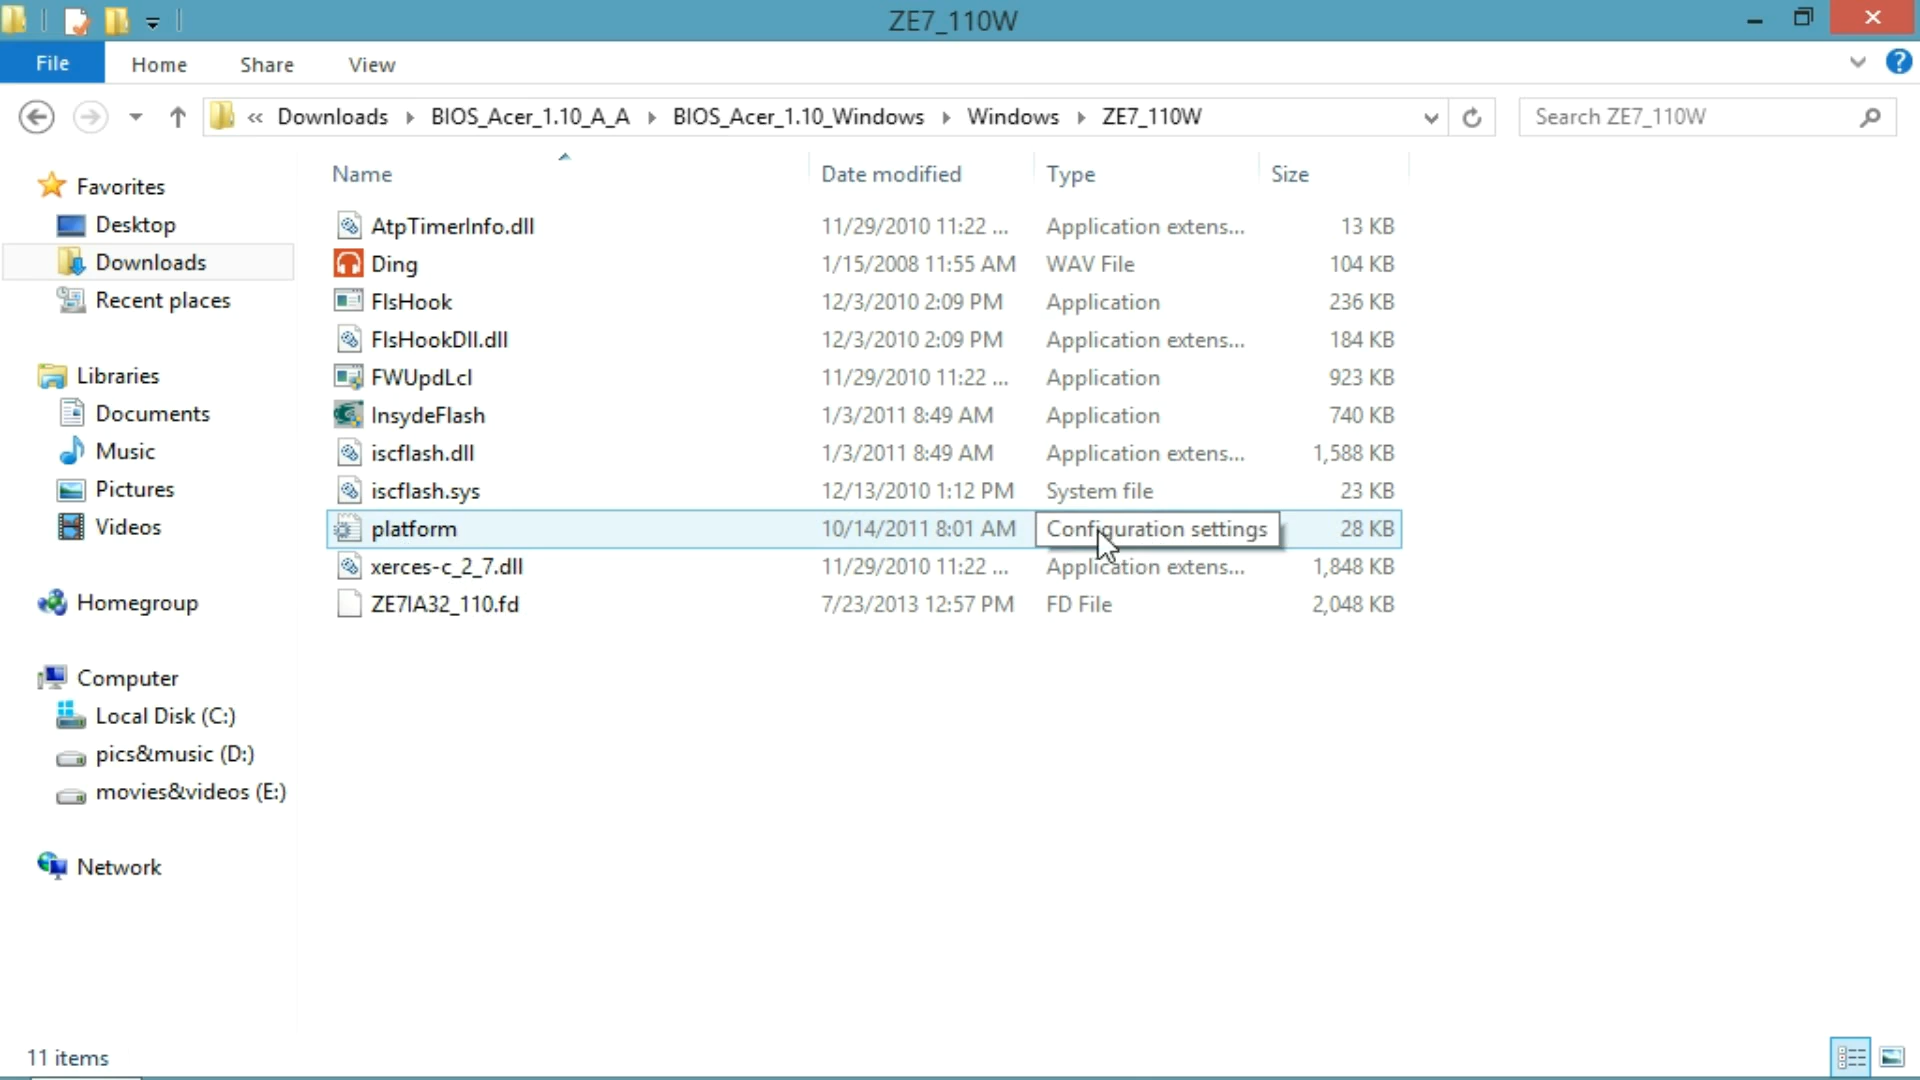 ZE7_110W
File Home Share View
« Downloads BIOS_Acer_1.10_A_A BIOS_Acer_1.10_Windows Windows ZE7_110W Search ZE7_110W
Name Date modified Type Size
Favorites
Desktop
Downloads
Recent places
Libraries
Documents
Music
Pictures
Videos
Homegroup
Computer
Local Disk (C:)
pics&music (D:)
movies&videos (E:)
Network
AtpTimerInfo.dll 11/29/2010 11:22 ... Application extens... 13 KB
Ding 1/15/2008 11:55 AM WAV File 104 KB
FlsHook 12/3/2010 2:09 PM Application 236 KB
FlsHookDll.dll 12/3/2010 2:09 PM Application extens... 184 KB
FWUpdLcl 11/29/2010 11:22 ... Application 923 KB
InsydeFlash 1/3/2011 8:49 AM Application 740 KB
iscflash.dll 1/3/2011 8:49 AM Application extens... 1,588 KB
iscflash.sys 12/13/2010 1:12 PM System file 23 KB
platform 10/14/2011 8:01 AM Configuration settings 28 KB
xerces-c_2_7.dll 11/29/2010 11:22 ... Application extens... 1,848 KB
ZE7IA32_110.fd 7/23/2013 12:57 PM FD File 2,048 KB
11 items